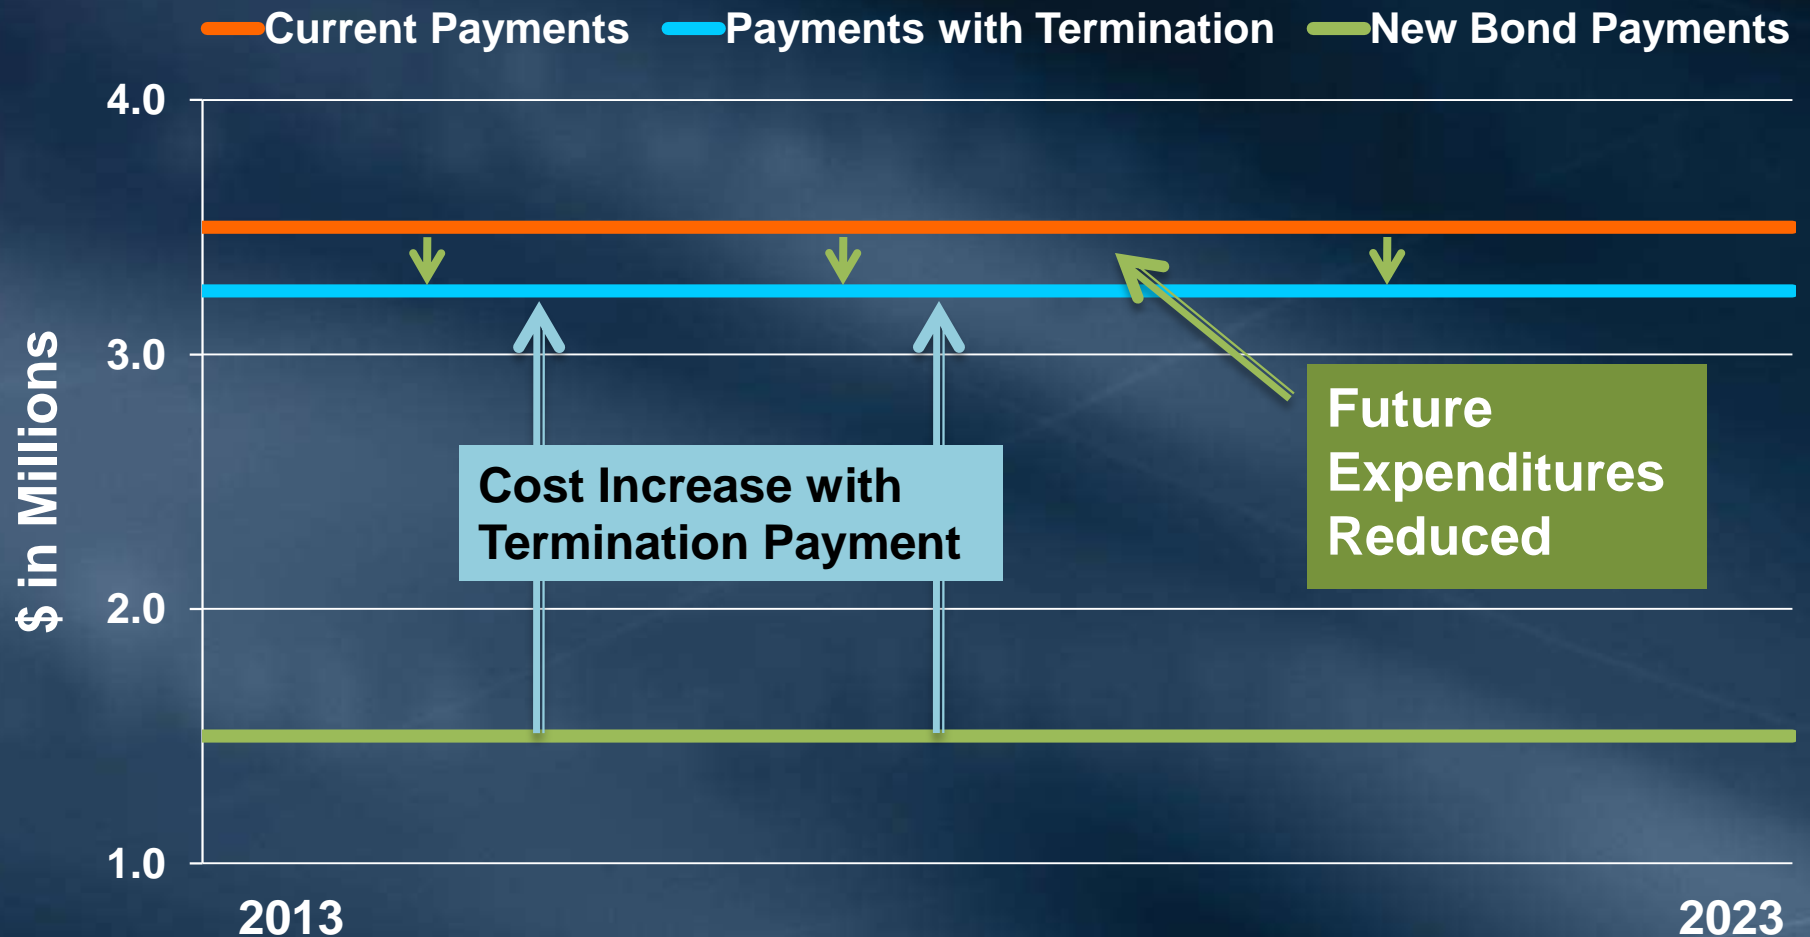 Current Payments Payments with Termination New Bond Payments
4.0
3.0
2.0
1.0
$ in Millions
Cost Increase with
Termination Payment
Future
Expenditures
Reduced
2013 2023